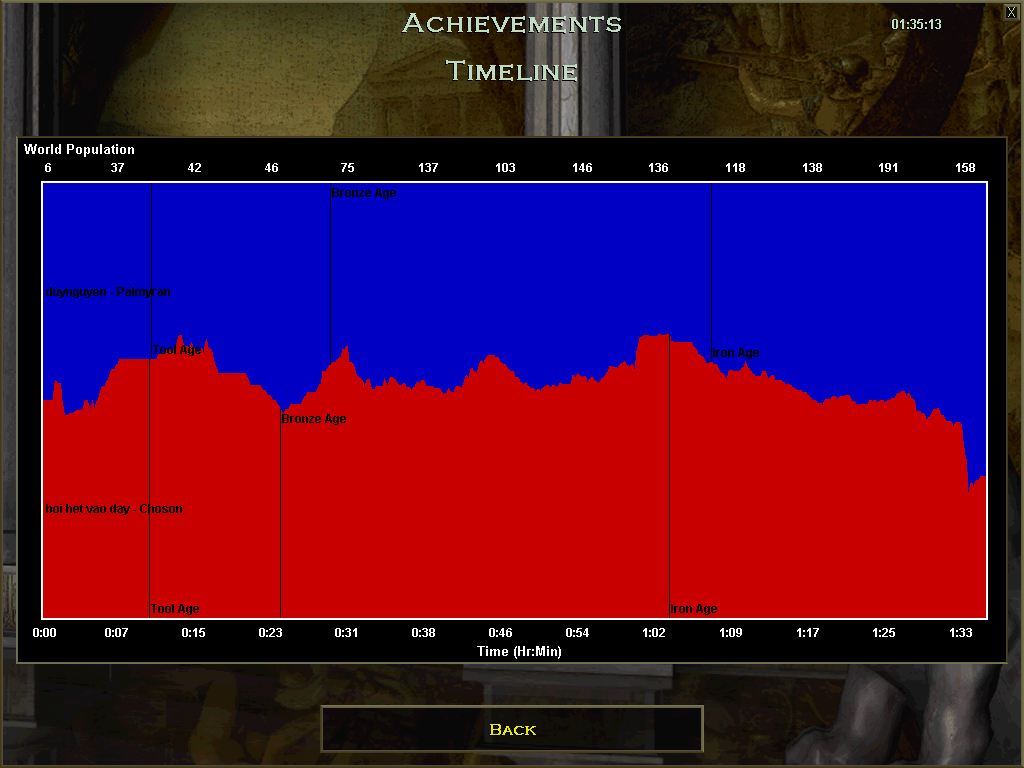 ACHIEVEMENTS
01:35:13
X
TIMELINE
World Population
6 37 42 46 75 137 103 146 136 118 138 191 158
Bronze Age
duynguyen - Palmyran
Tool Age
Iron Age
Bronze Age
boi het vao day - Choson
Tool Age
Iron Age
0:00 0:07 0:15 0:23 0:31 0:38 0:46 0:54 1:02 1:09 1:17 1:25 1:33
Time (Hr:Min)
BACK